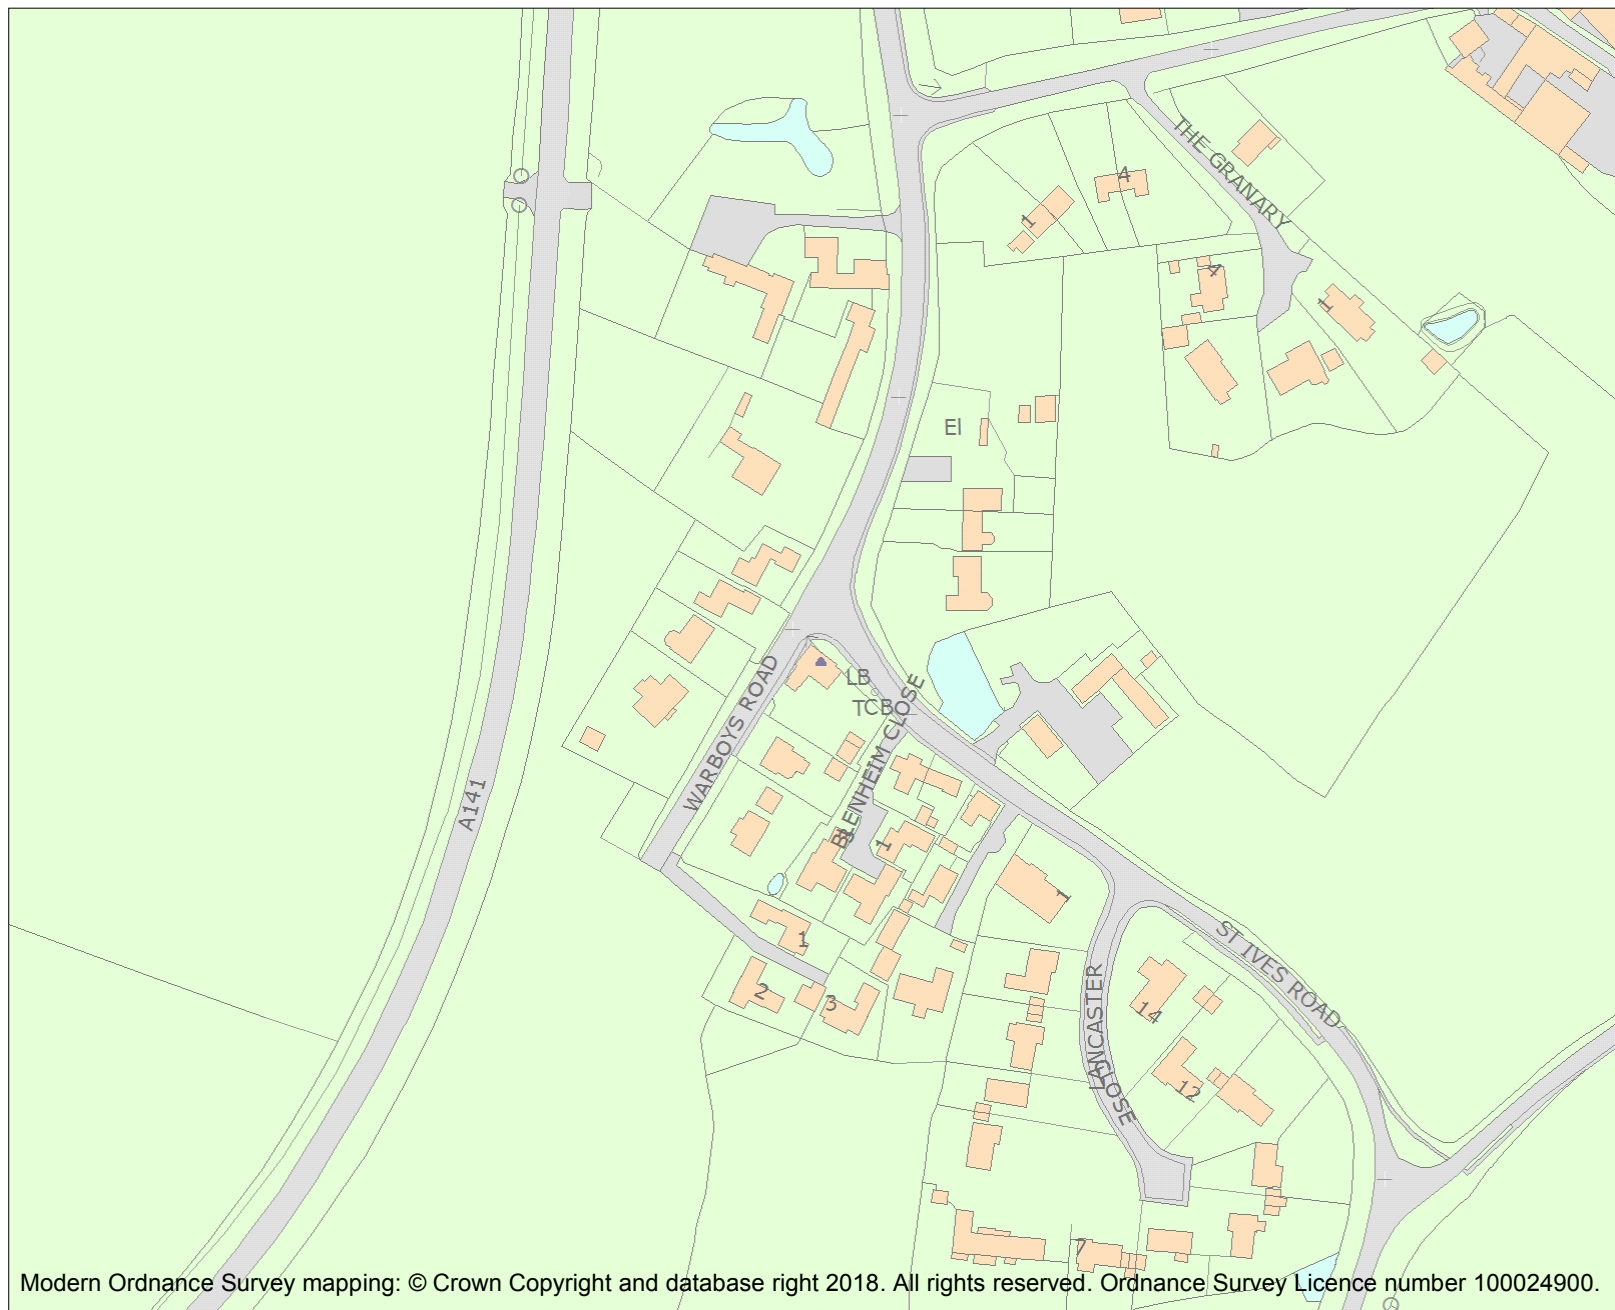 THE GRANARY
4
1
4
1
El
LB
TCB
WARBOYS ROAD
BLENHEIM CLOSE
A141
3
1
1
1
2
3
ST IVES ROAD
LANCASTER
CLOSE
14
12
7
Modern Ordnance Survey mapping: © Crown Copyright and database right 2018. All rights reserved. Ordnance Survey Licence number 100024900.